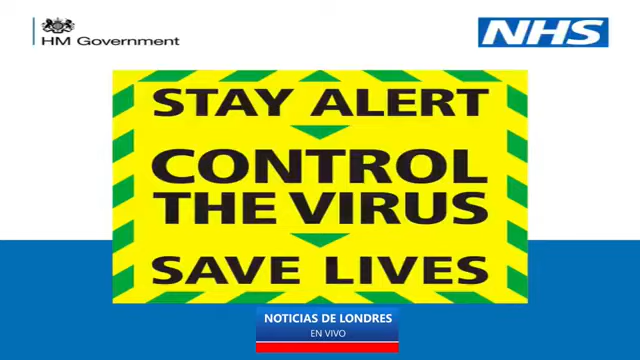 HM Government
NHS
STAY ALERT
CONTROL
THE VIRUS
SAVE LIVES
NOTICIAS DE LONDRES
EN VIVO